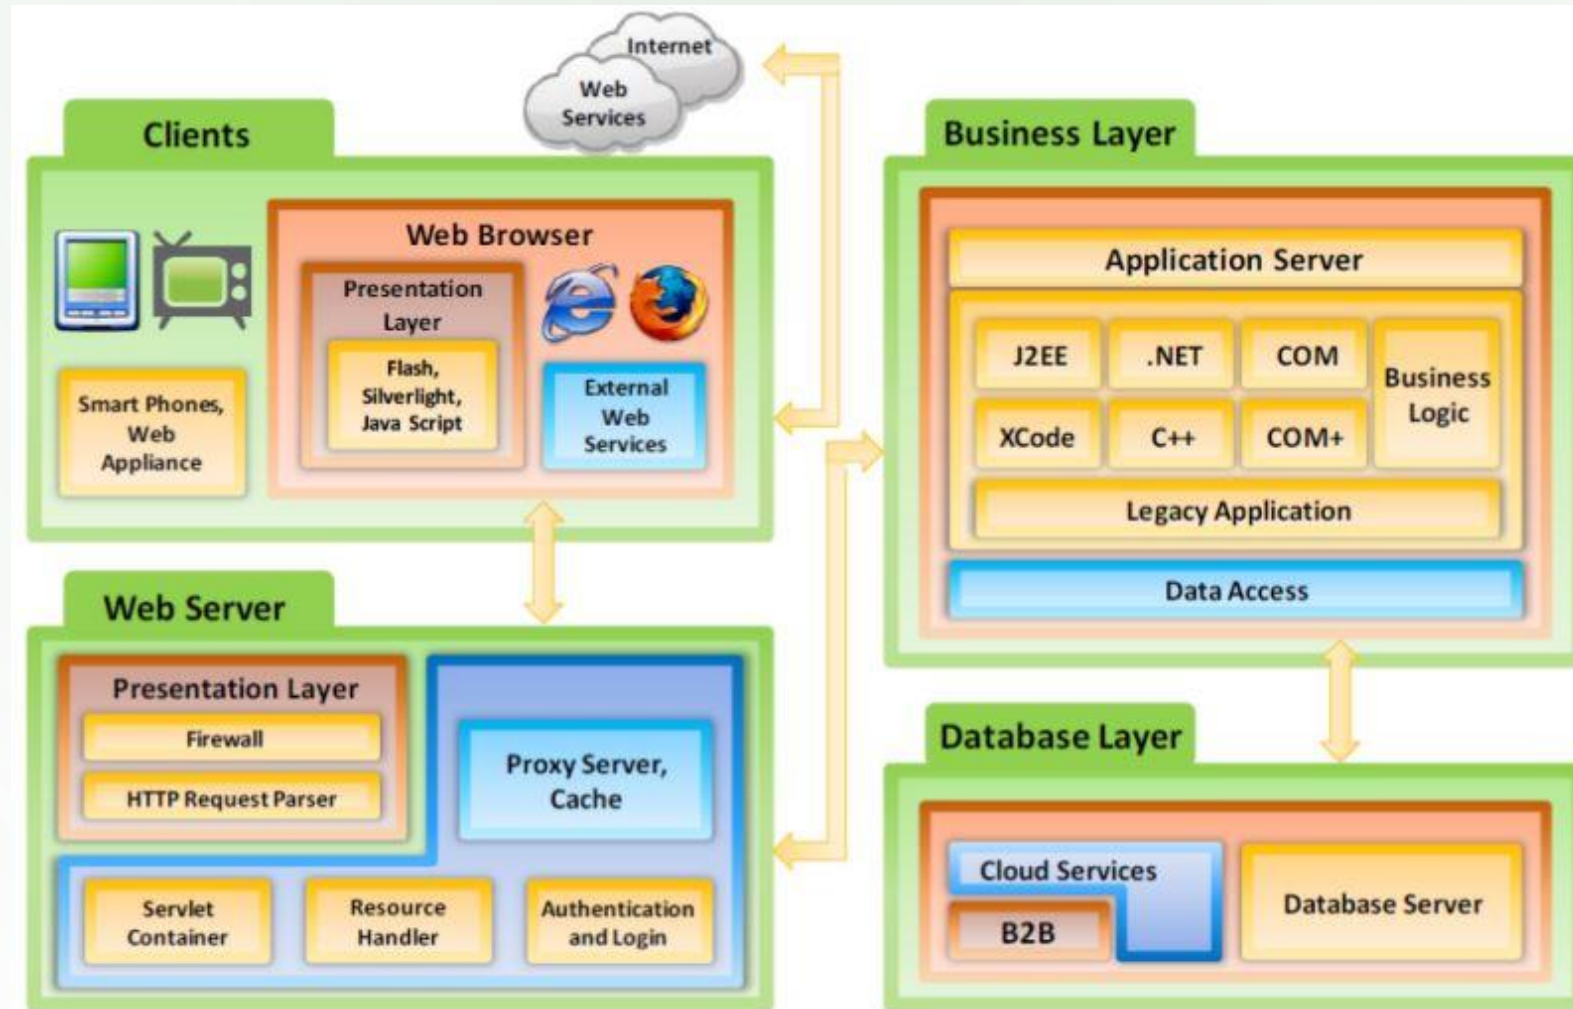 Internet
Web
Services
Clients
Web Browser
Presentation
Layer
Flash,
Silverlight,
Java Script
External
Web
Services
Smart Phones,
Web
Appliance
Business Layer
Application Server
J2EE
.NET
COM
Business
Logic
XCode
C++
COM+
Legacy Application
Data Access
Web Server
Presentation Layer
Firewall
HTTP Request Parser
Proxy Server,
Cache
Servlet
Container
Resource
Handler
Authentication
and Login
Database Layer
Cloud Services
B2B
Database Server